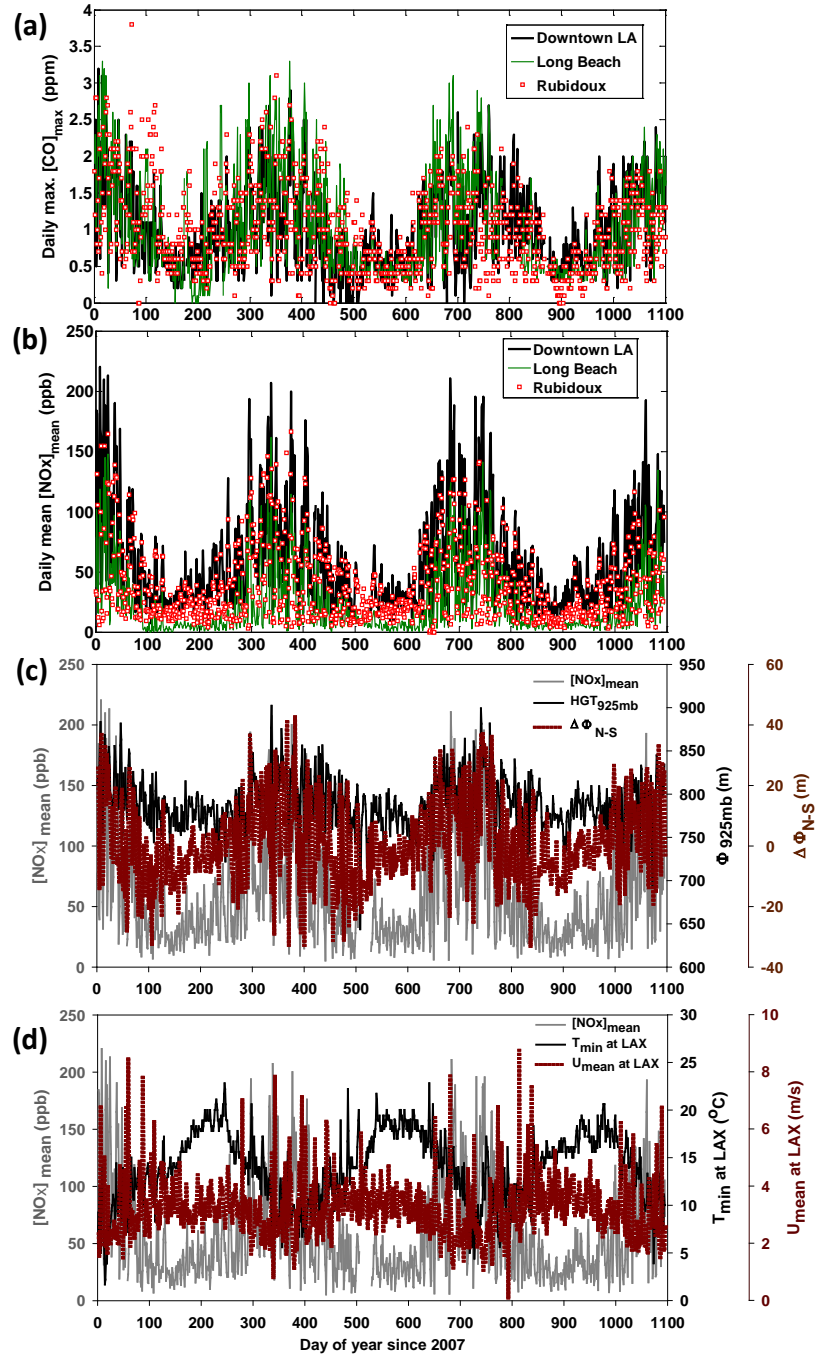 (a)
Daily max. [CO]max (ppm)
4
3.5
3
2.5
2
1.5
1
0.5
0
Downtown LA
Long Beach
Rubidoux
0 100 200 300 400 500 600 700 800 900 1000 1100
(b)
Daily mean [NOx]mean (ppb)
250
200
150
100
50
0
Downtown LA
Long Beach
Rubidoux
0 100 200 300 400 500 600 700 800 900 1000 1100
(c)
[NOx] mean (ppb)
250
200
150
100
50
0
[NOx]mean
HGT925mb
Δ Φ N-S
950
900
850
800
750
700
650
600
Φ 925mb (m)
60
40
20
0
-20
-40
Δ Φ N-S (m)
0 100 200 300 400 500 600 700 800 900 1000 1100
(d)
[NOx] mean (ppb)
250
200
150
100
50
0
[NOx]mean
Tmin at LAX
Umean at LAX
30
25
20
15
10
5
0
Tmin at LAX (°C)
10
8
6
4
2
0
Umean at LAX (m/s)
0 100 200 300 400 500 600 700 800 900 1000 1100
Day of year since 2007